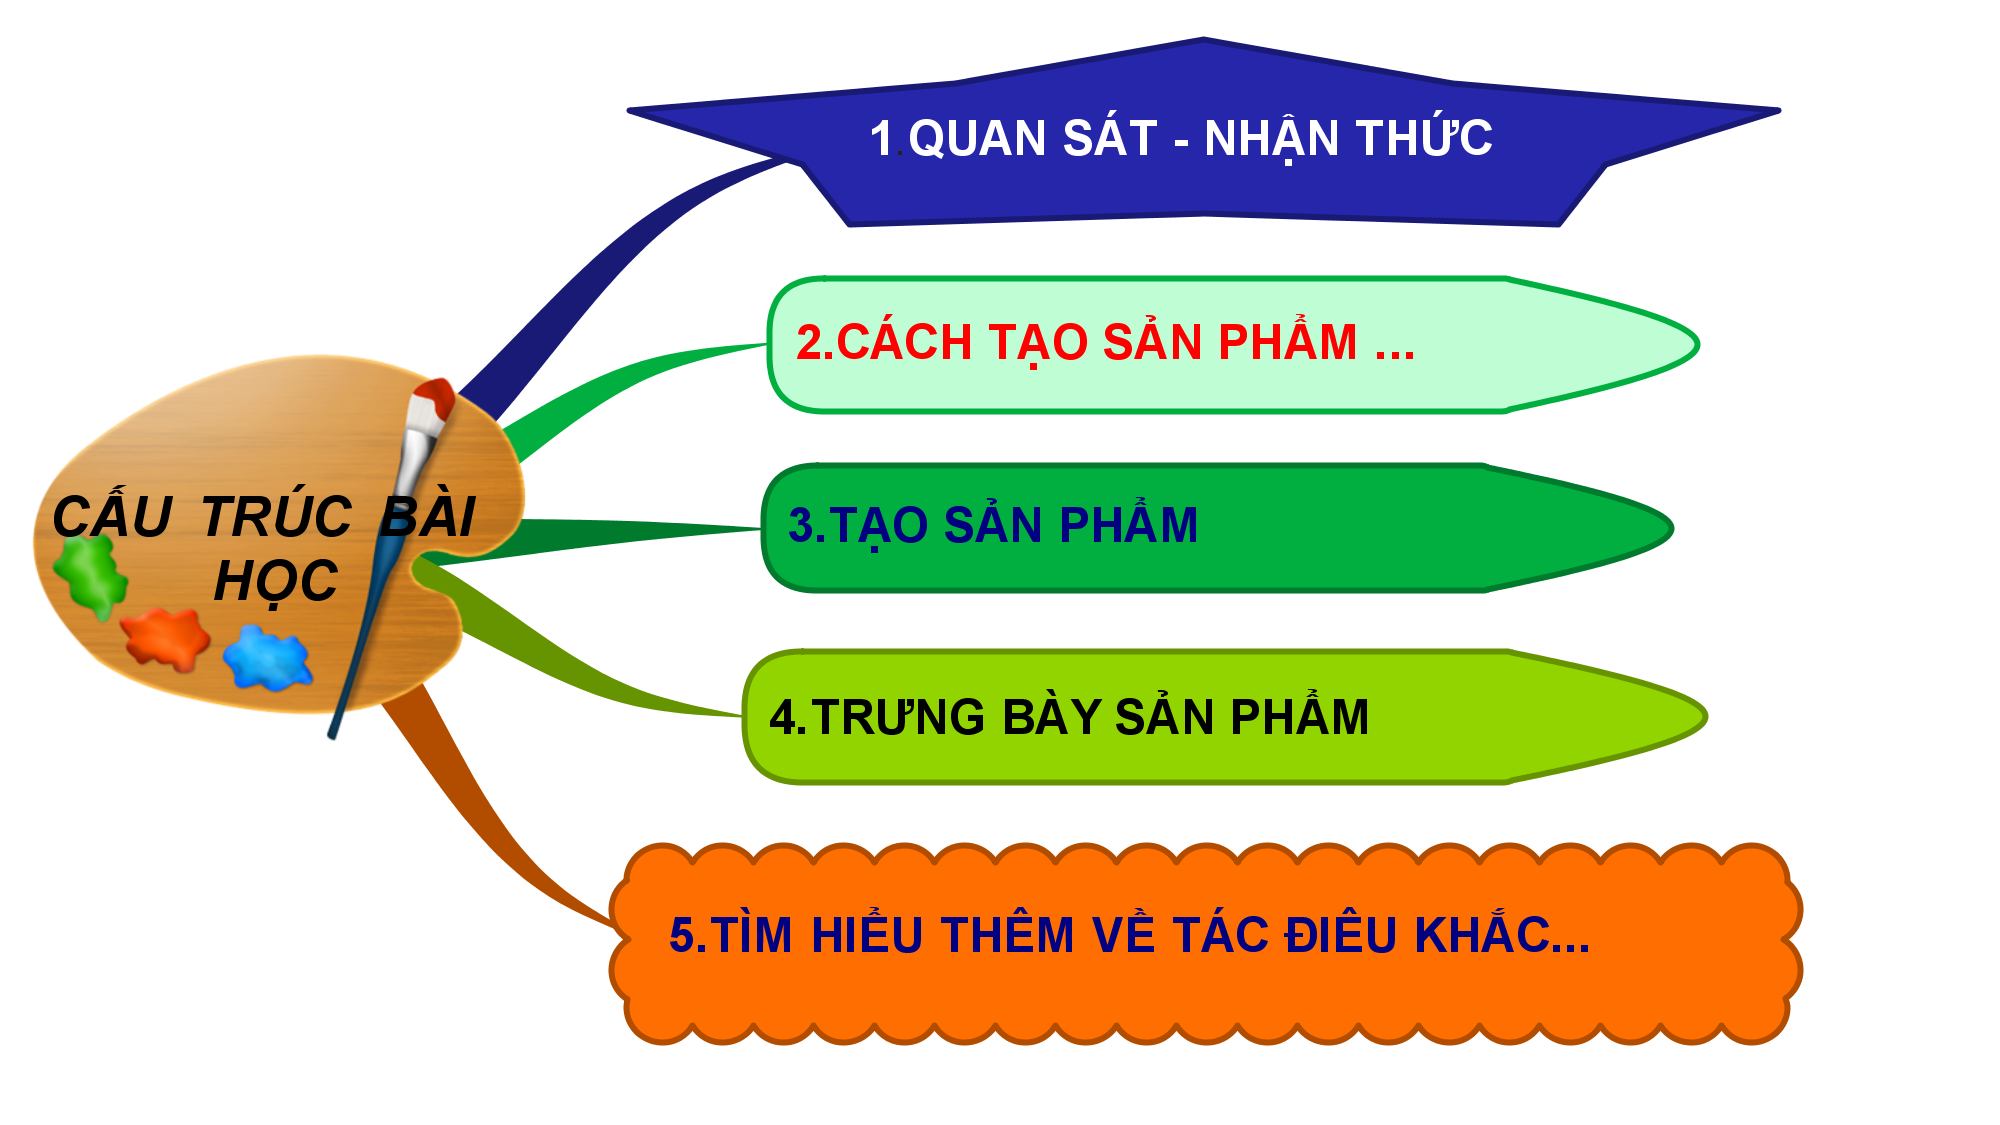 1.QUAN SÁT - NHẬN THỨC
2.CÁCH TẠO SẢN PHẨM ...
CẤU TRÚC BÀI
HỌC
3.TẠO SẢN PHẨM
4.TRƯNG BÀY SẢN PHẨM
5.TÌM HIỂU THÊM VỀ TÁC ĐIÊU KHẮC...